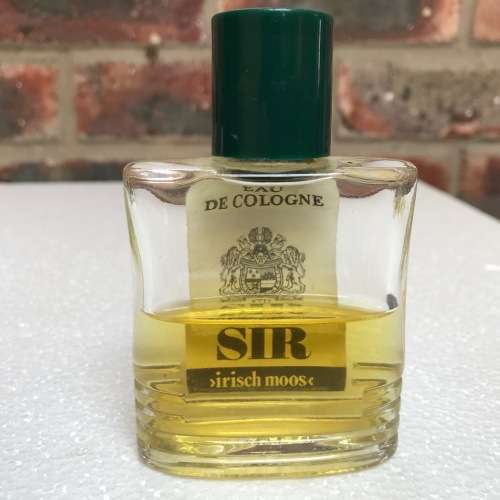 EAU
DE COLOGNE
SIR
›irisch moos‹